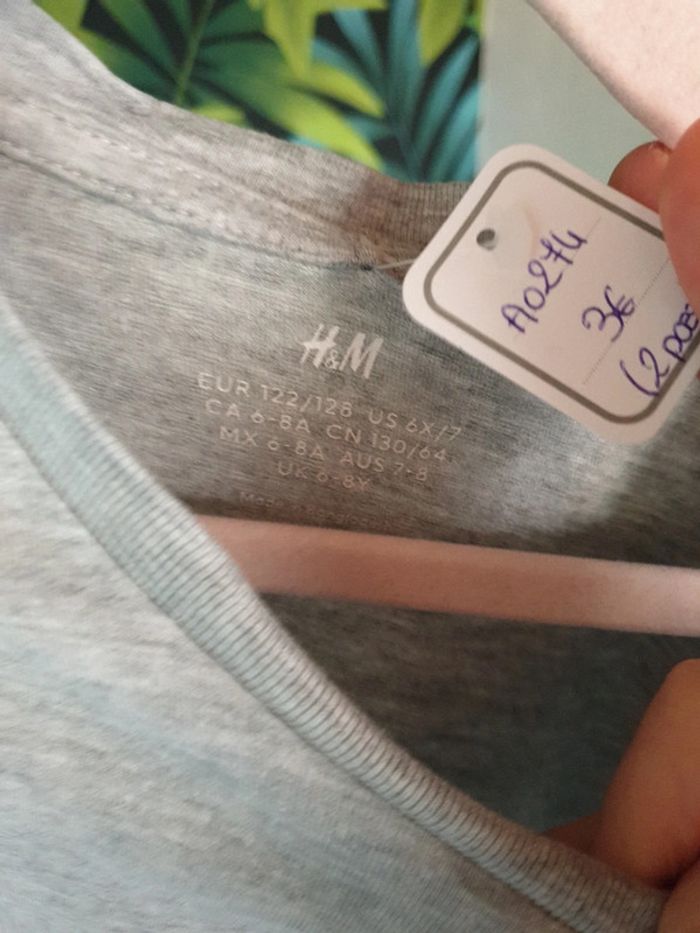 H&M
EUR 122/128 US 6X/7
CA 6-8A CN 130/64
MX 6-8A AUS 7-8
UK 6-8Y
A0274
3€
(2 pos